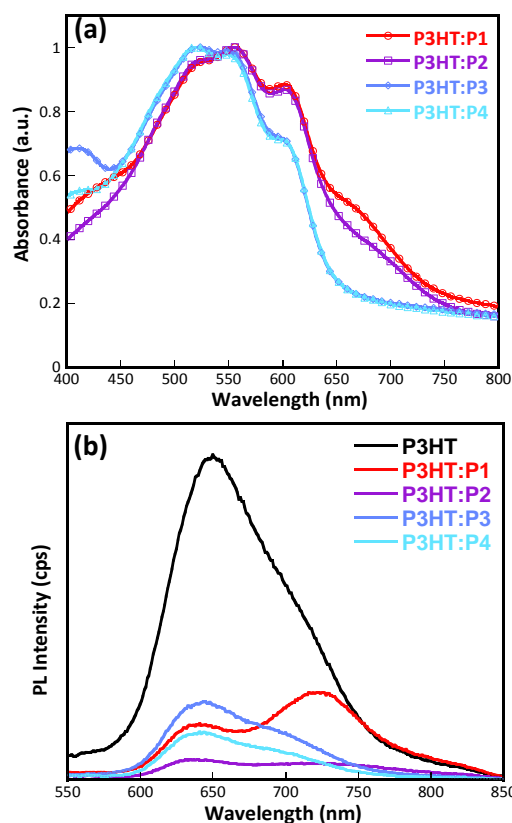 (a)
P3HT:P1
P3HT:P2
P3HT:P3
P3HT:P4
Absorbance (a.u.)
1
0.8
0.6
0.4
0.2
0
400 450 500 550 600 650 700 750 800
Wavelength (nm)
(b)
P3HT
P3HT:P1
P3HT:P2
P3HT:P3
P3HT:P4
PL Intensity (cps)
550 600 650 700 750 800 850
Wavelength (nm)